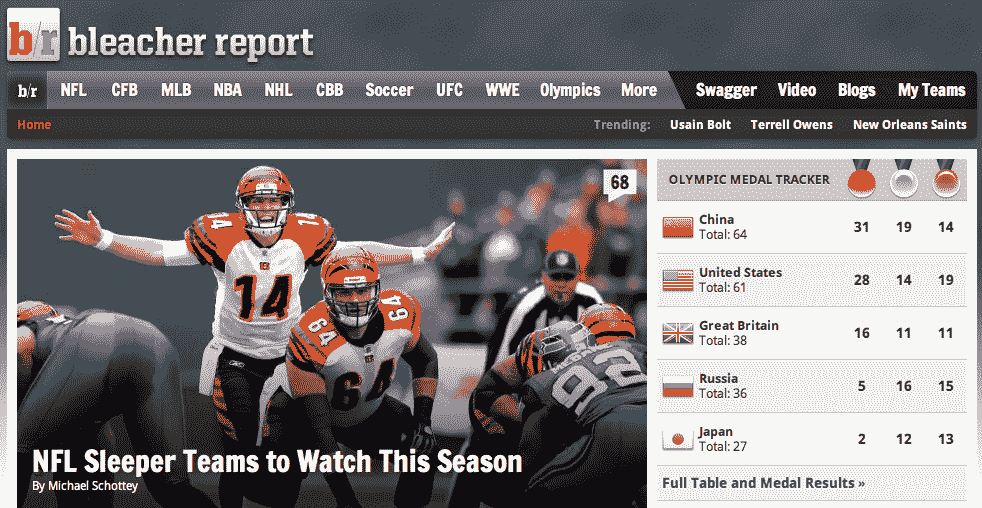 b/r bleacher report
b/r NFL CFB MLB NBA NHL CBB Soccer UFC WWE Olympics More Swagger Video Blogs My Teams
Home Trending: Usain Bolt Terrell Owens New Orleans Saints
68
14
14
64
64
64
92
NFL Sleeper Teams to Watch This Season
By Michael Schottey
OLYMPIC MEDAL TRACKER
China 31 19 14
Total: 64
United States 28 14 19
Total: 61
Great Britain 16 11 11
Total: 38
Russia 5 16 15
Total: 36
Japan 2 12 13
Total: 27
Full Table and Medal Results »